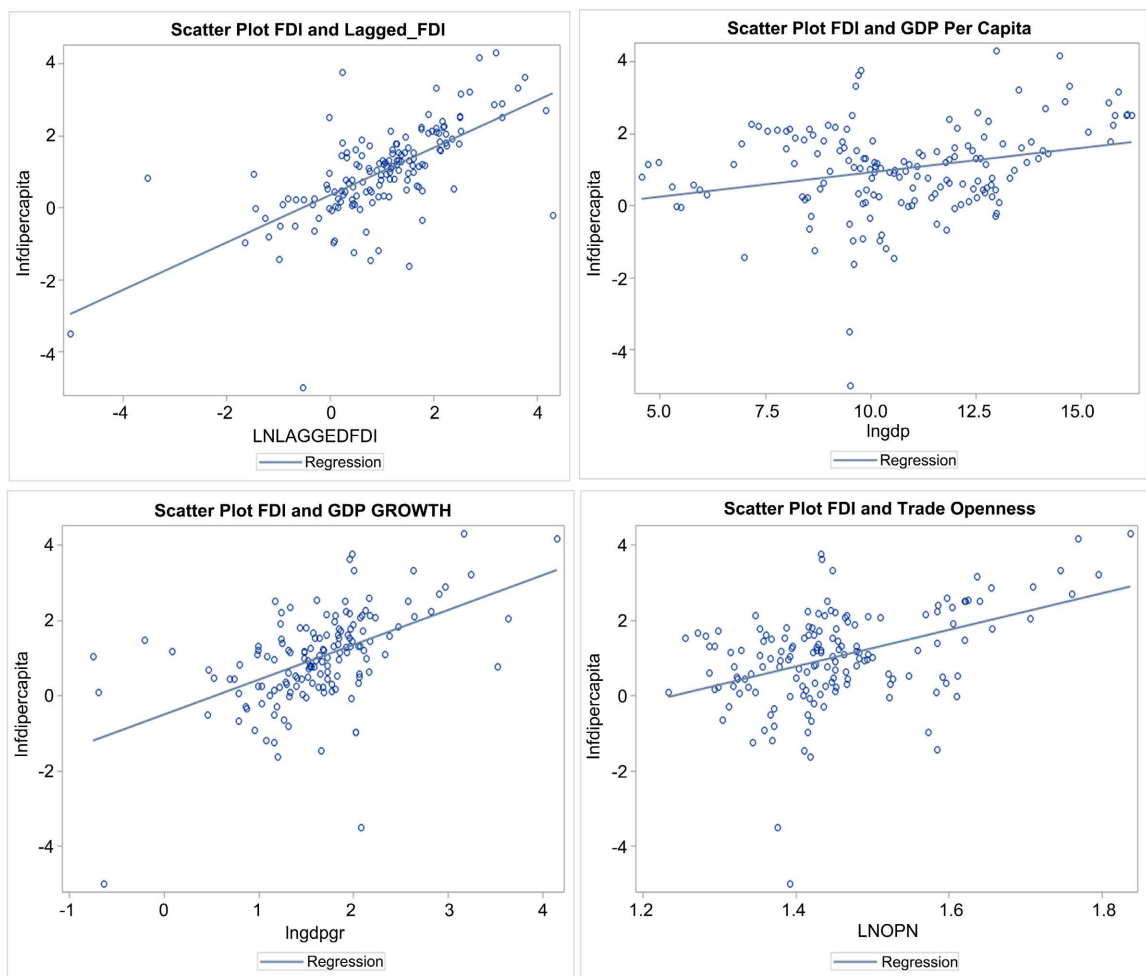 Scatter Plot FDI and Lagged_FDI
4
2
0
-2
-4
lnfdipercapita
-4 -2 0 2 4
LNLAGGEDFDI
Regression
Scatter Plot FDI and GDP Per Capita
4
2
0
-2
-4
lnfdipercapita
5.0 7.5 10.0 12.5 15.0
lngdp
Regression
Scatter Plot FDI and GDP GROWTH
4
2
0
-2
-4
lnfdipercapita
-1 0 1 2 3 4
lngdpgr
Regression
Scatter Plot FDI and Trade Openness
4
2
0
-2
-4
lnfdipercapita
1.2 1.4 1.6 1.8
LNOPN
Regression